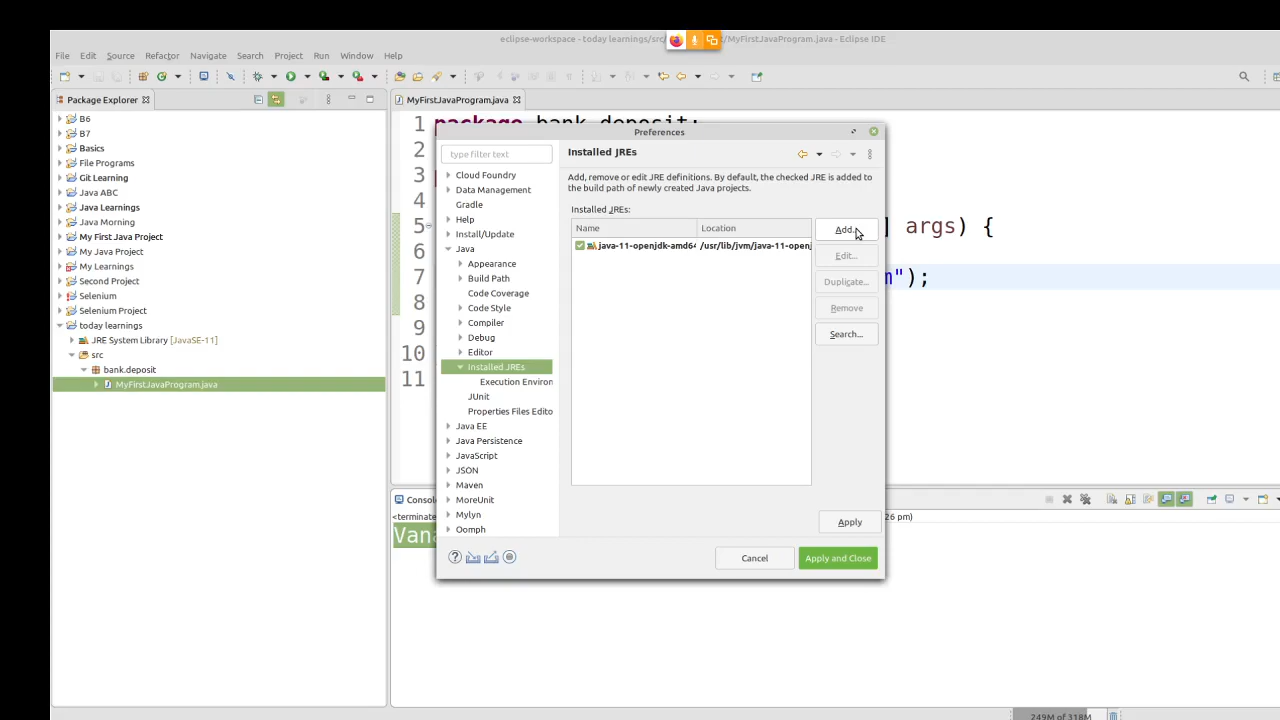 eclipse-workspace - today learnings/src/ /MyFirstJavaProgram.java - Eclipse IDE
File Edit Source Refactor Navigate Search Project Run Window Help
Package Explorer
MyFirstJavaProgram.java
B6
B7
Basics
File Programs
Git Learning
Java ABC
Java Learnings
Java Morning
My First Java Project
My Java Project
My Learnings
Second Project
Selenium
Selenium Project
today learnings
JRE System Library [JavaSE-11]
src
bank.deposit
MyFirstJavaProgram.java
1 package bank.deposit;
2
3
4
5 ] args) {
6
7 m");
8
9
10
11
Preferences
type filter text
Cloud Foundry
Data Management
Gradle
Help
Install/Update
Java
Appearance
Build Path
Code Coverage
Code Style
Compiler
Debug
Editor
Installed JREs
Execution Environ
JUnit
Properties Files Edito
Java EE
Java Persistence
JavaScript
JSON
Maven
MoreUnit
Mylyn
Oomph
Installed JREs
Add, remove or edit JRE definitions. By default, the checked JRE is added to
the build path of newly created Java projects.
Installed JREs:
Name Location
java-11-openjdk-amd64 /usr/lib/jvm/java-11-openj
Add...
Edit...
Duplicate...
Remove
Search...
Apply
Cancel
Apply and Close
Conso
<terminate 26 pm)
Van
249M of 318M